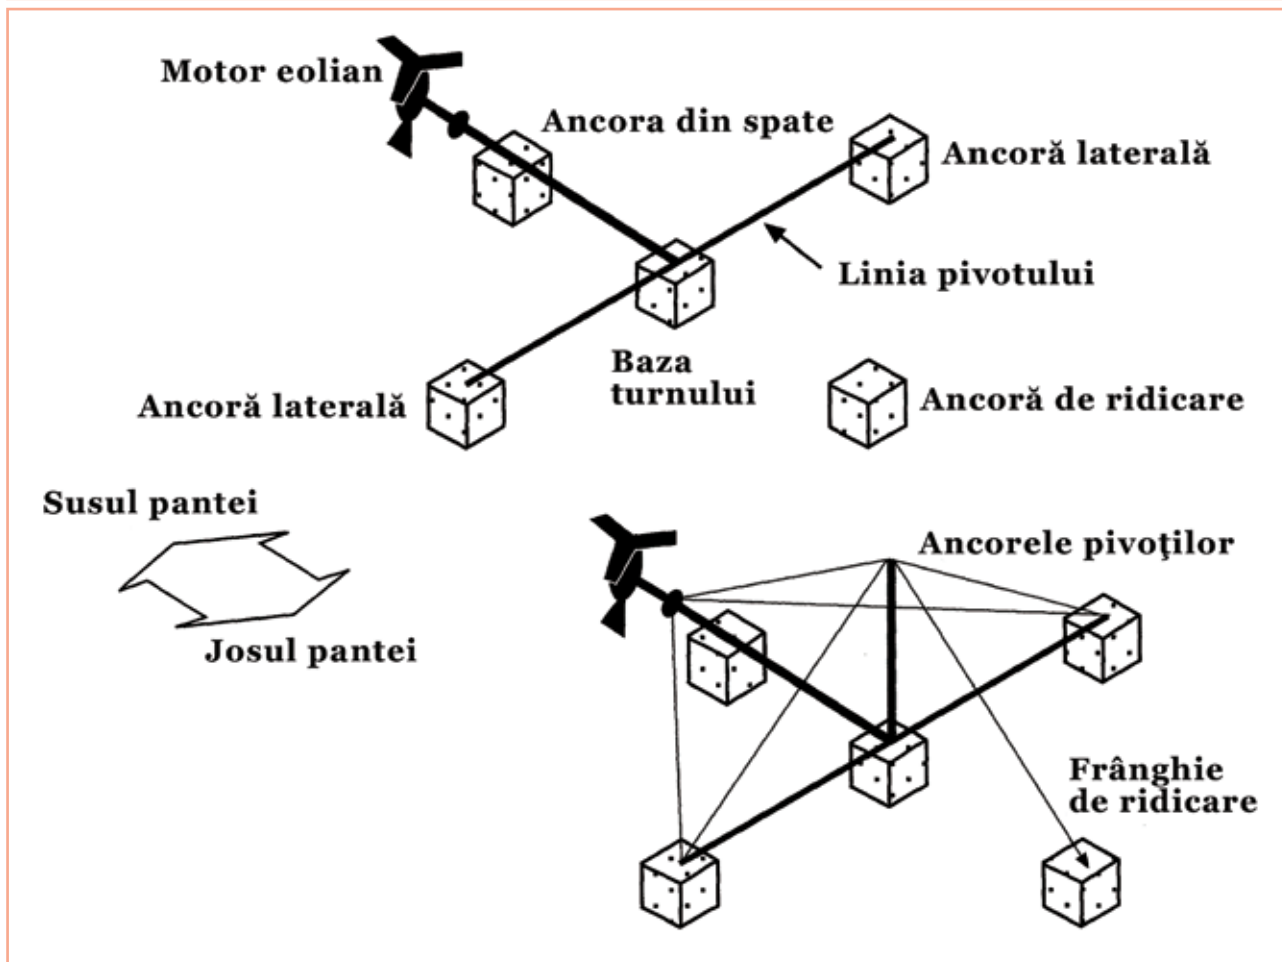 Motor eolian
Ancora din spate
Ancoră laterală
Linia pivotului
Baza
turnului
Ancoră laterală
Ancoră de ridicare
Susul pantei
Josul pantei
Ancorele pivoţilor
Frânghie
de ridicare